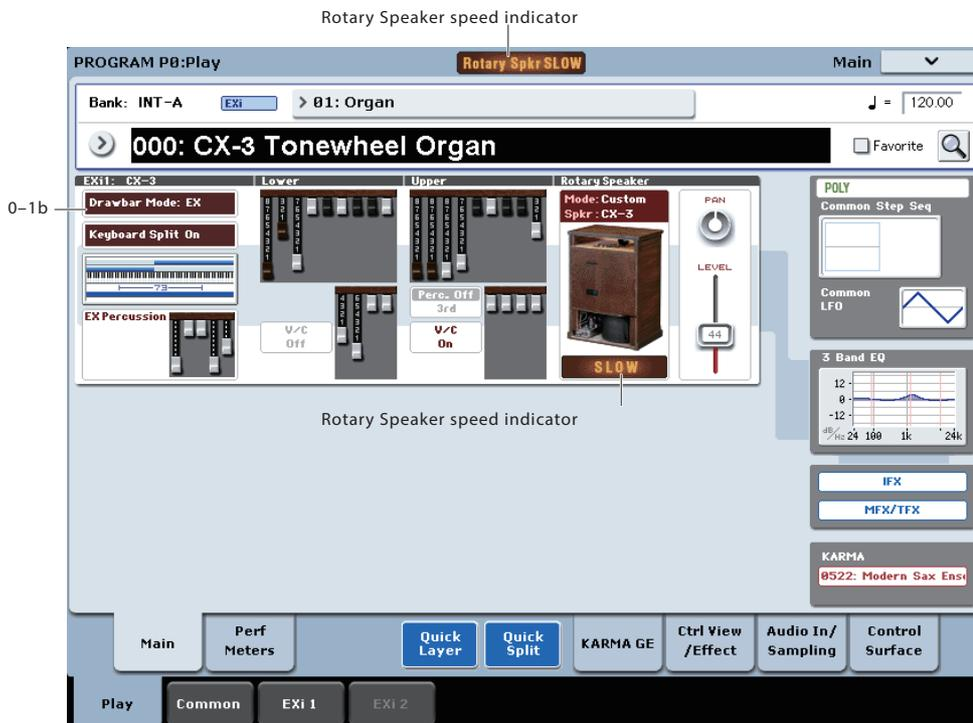 Rotary Speaker speed indicator
PROGRAM P0:Play
Rotary Spkr SLOW
Main
Bank: INT-A
EXi
> 01: Organ
♩ = 120.00
000: CX-3 Tonewheel Organ
Favorite
0–1b
EXi1: CX-3
Lower
Upper
Rotary Speaker
Drawbar Mode: EX
Keyboard Split On
73
EX Percussion
V/C
Off
Perc. Off
3rd
V/C
On
Mode: Custom
Spkr : CX-3
SLOW
PAN
LEVEL
44
POLY
Common Step Seq
Common
LFO
3 Band EQ
12
0
-12
dB/Hz 24 100 1k 24k
IFX
MFX/TFX
KARMA
0522: Modern Sax Ense
Rotary Speaker speed indicator
Main
Perf
Meters
Quick
Layer
Quick
Split
KARMA GE
Ctrl View
/Effect
Audio In/
Sampling
Control
Surface
Play
Common
EXi 1
EXi 2